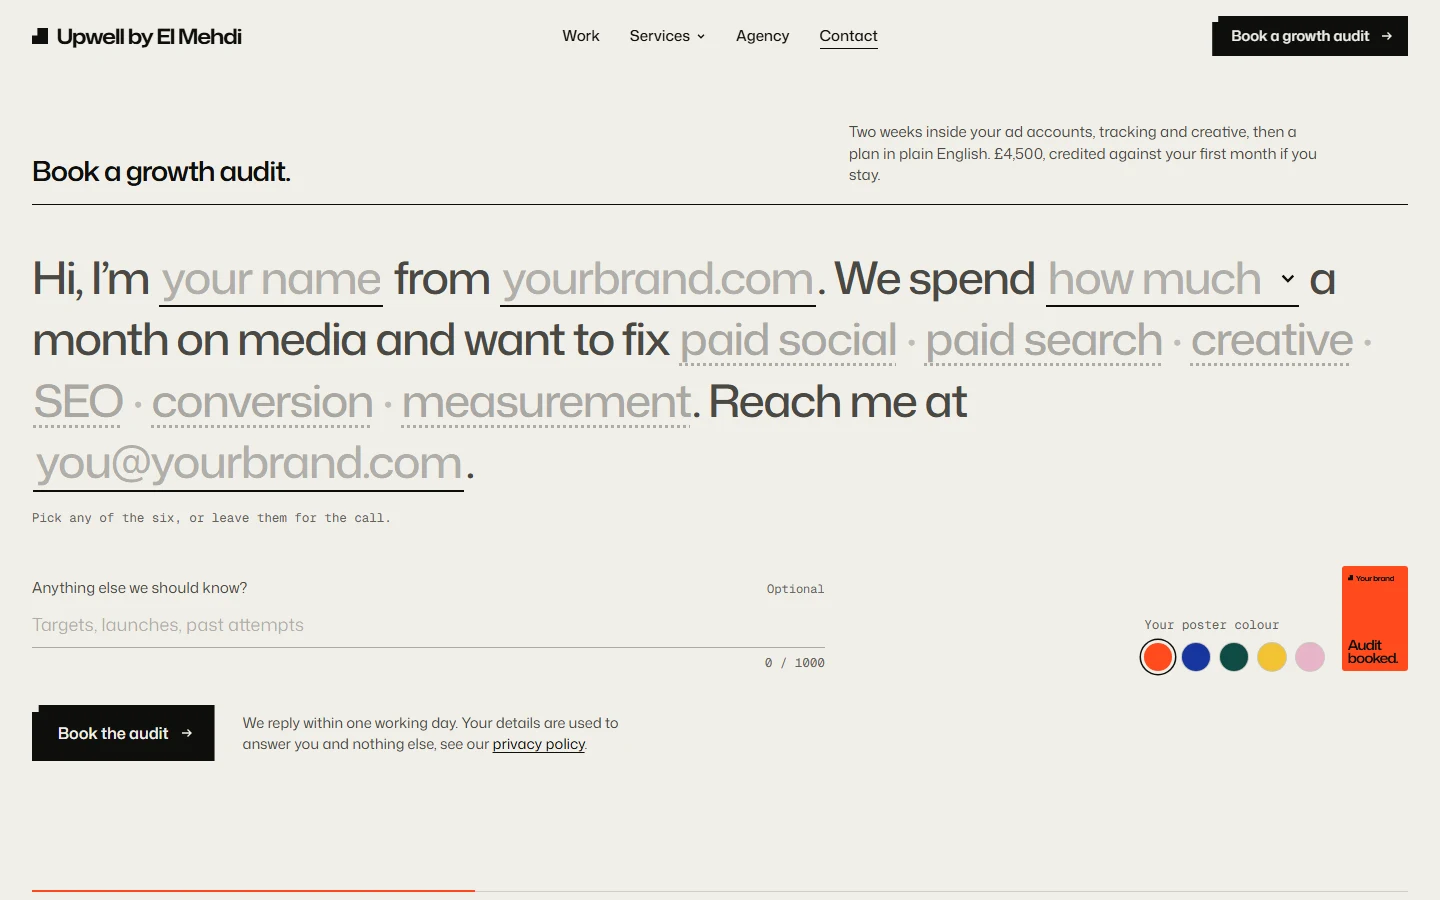 Upwell by El Mehdi
Work
Services
Agency
Contact
Book a growth audit →
Book a growth audit.
Two weeks inside your ad accounts, tracking and creative, then a
plan in plain English. £4,500, credited against your first month if you
stay.
Hi, I’m your name from yourbrand.com. We spend how much a
month on media and want to fix paid social · paid search · creative ·
SEO · conversion · measurement. Reach me at
you@yourbrand.com.
Pick any of the six, or leave them for the call.
Anything else we should know?
Optional
Targets, launches, past attempts
0 / 1000
Your poster colour
Your brand
Audit
booked.
Book the audit →
We reply within one working day. Your details are used to
answer you and nothing else, see our privacy policy.